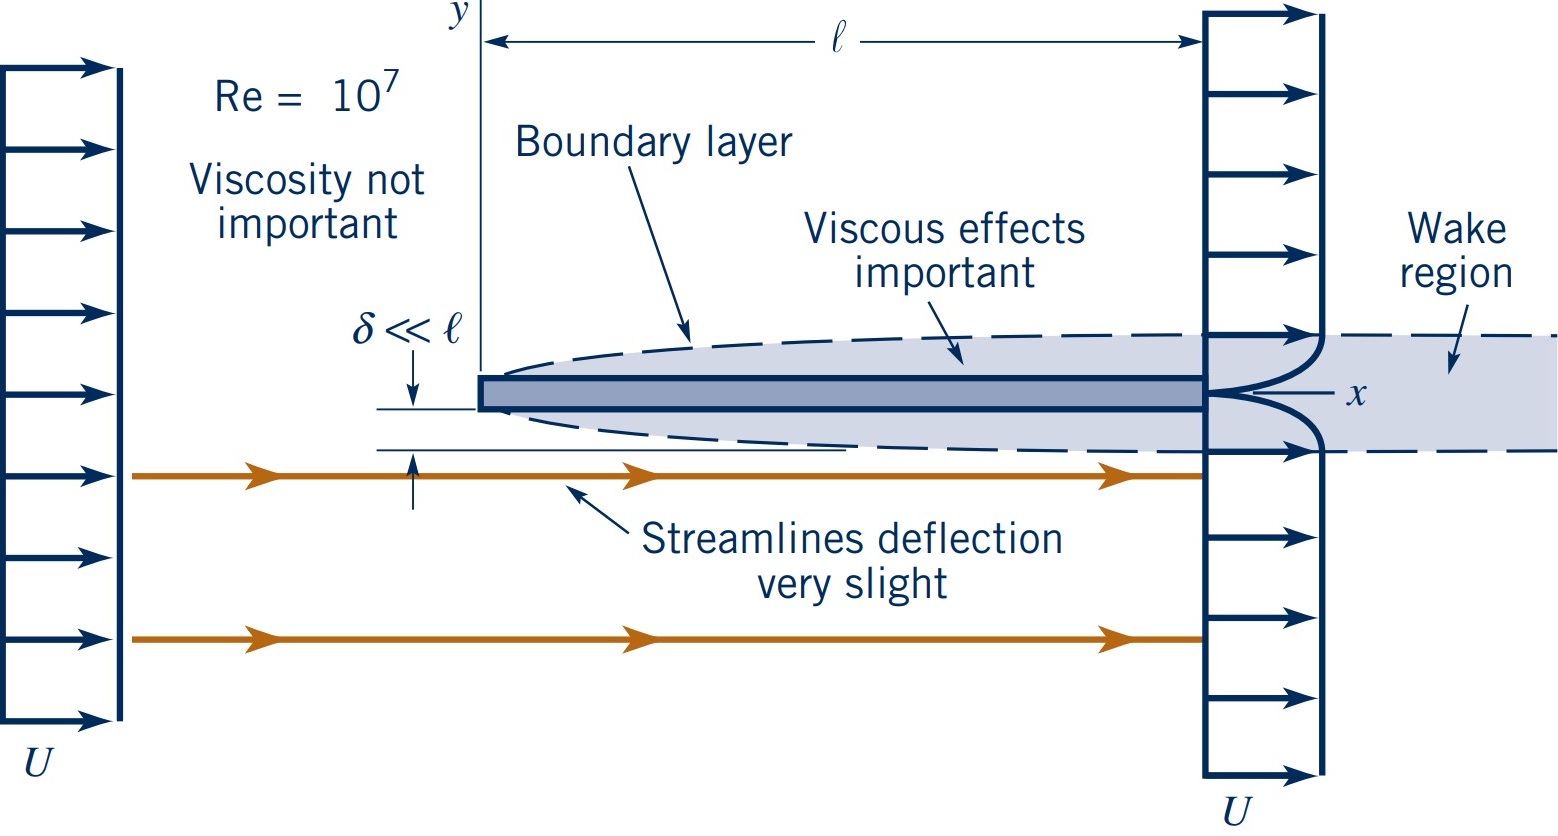 y
ℓ
Re = 10⁷
Viscosity not
important
Boundary layer
Viscous effects
important
Wake
region
δ << ℓ
x
Streamlines deflection
very slight
U
U